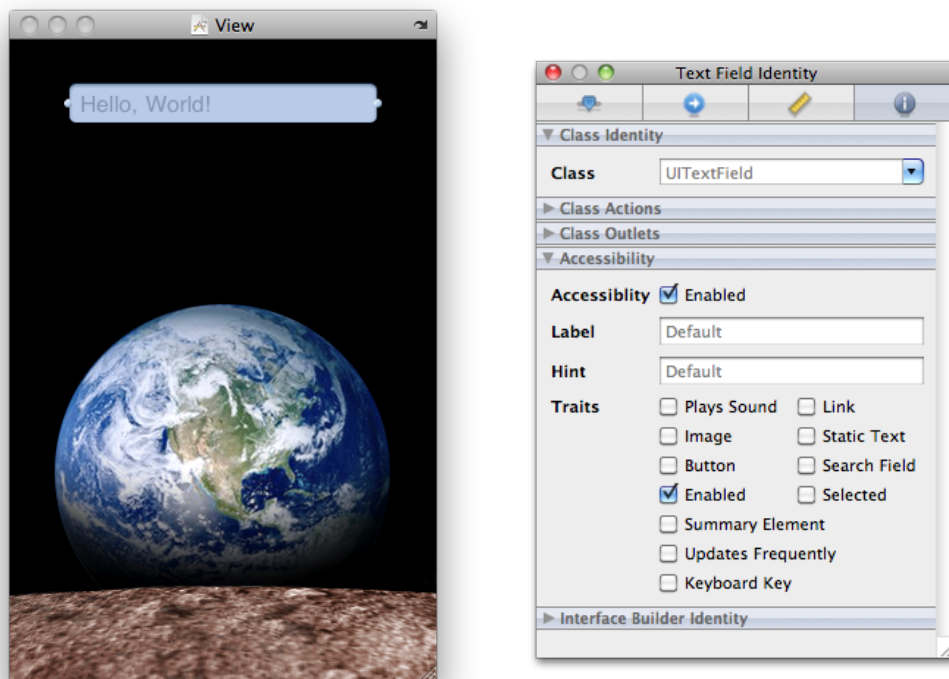 View
Hello, World!
Text Field Identity
Class Identity
Class UITextField
Class Actions
Class Outlets
Accessibility
Accessiblity Enabled
Label Default
Hint Default
Traits Plays Sound Link
Image Static Text
Button Search Field
Enabled Selected
Summary Element
Updates Frequently
Keyboard Key
Interface Builder Identity